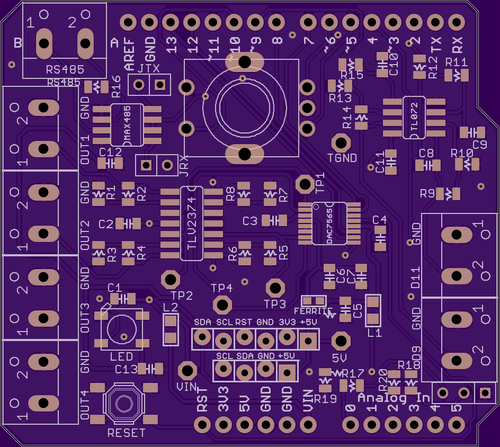 B RS485 A
RS485
AREF GND 13 12 ~11 ~10 ~9 8 7 ~6 ~5 4 ~3 2 TX RX
JTX
R16
MAX485
C12
JRX
R15
C10
R12
R11
R13
R14
TL072
C9
TGND
C11
C8
R10
R9
2 1 GND OUT1
2 1 GND OUT2
2 1 GND OUT3
2 1 GND OUT4
R1 R2
C2
R3 R4
TLV2324
R8 R7
C3
R6 R5
TP1
DAC7565
C4
GND 2 1 D11
GND 2 1 D9
C1
LED
L2
TP2
TP4
TP3
C6
C5
FERRITE
L1
SDA SCL RST GND 3V3 +5V
SCL SDA GND +5V
5V
C13
VIN
RESET
R17
R19
R18
R20
Analog In
RST 3V3 5V GND GND VIN 0 1 2 3 4 5